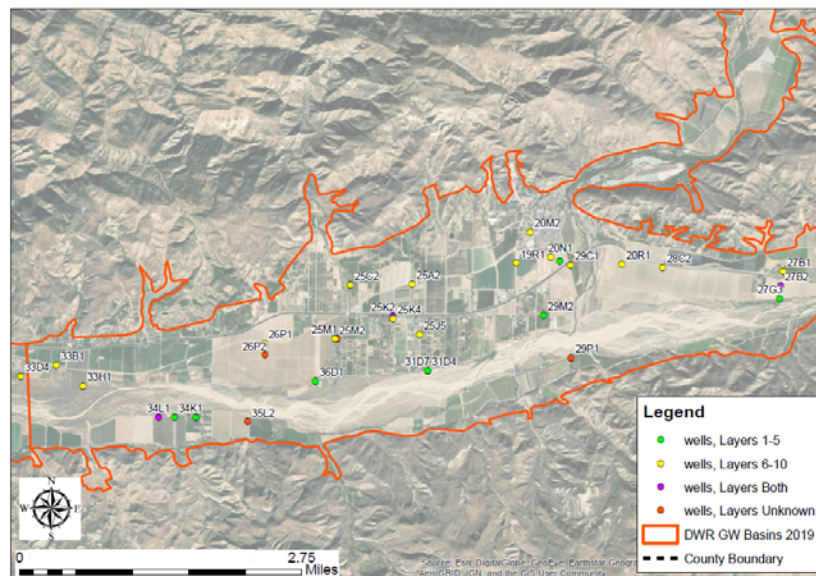 20M2
19R1
20N1
29C1
20R1
28C2
27B1
27B2
27G3
25C2
25A2
25K2
25K4
29M2
25J5
25M1
25M2
26P1
26P2
33B1
33D4
33H1
36D1
31D7/31D4
29P1
34L1
34K1
35L2
Legend
wells, Layers 1-5
wells, Layers 6-10
wells, Layers Both
wells, Layers Unknown
DWR GW Basins 2019
County Boundary
N
W E
S
0 2.75
Miles
Source: Esri, DigitalGlobe, GeoEye, Earthstar Geogra
AeroGRID, IGN, and the GIS User Community